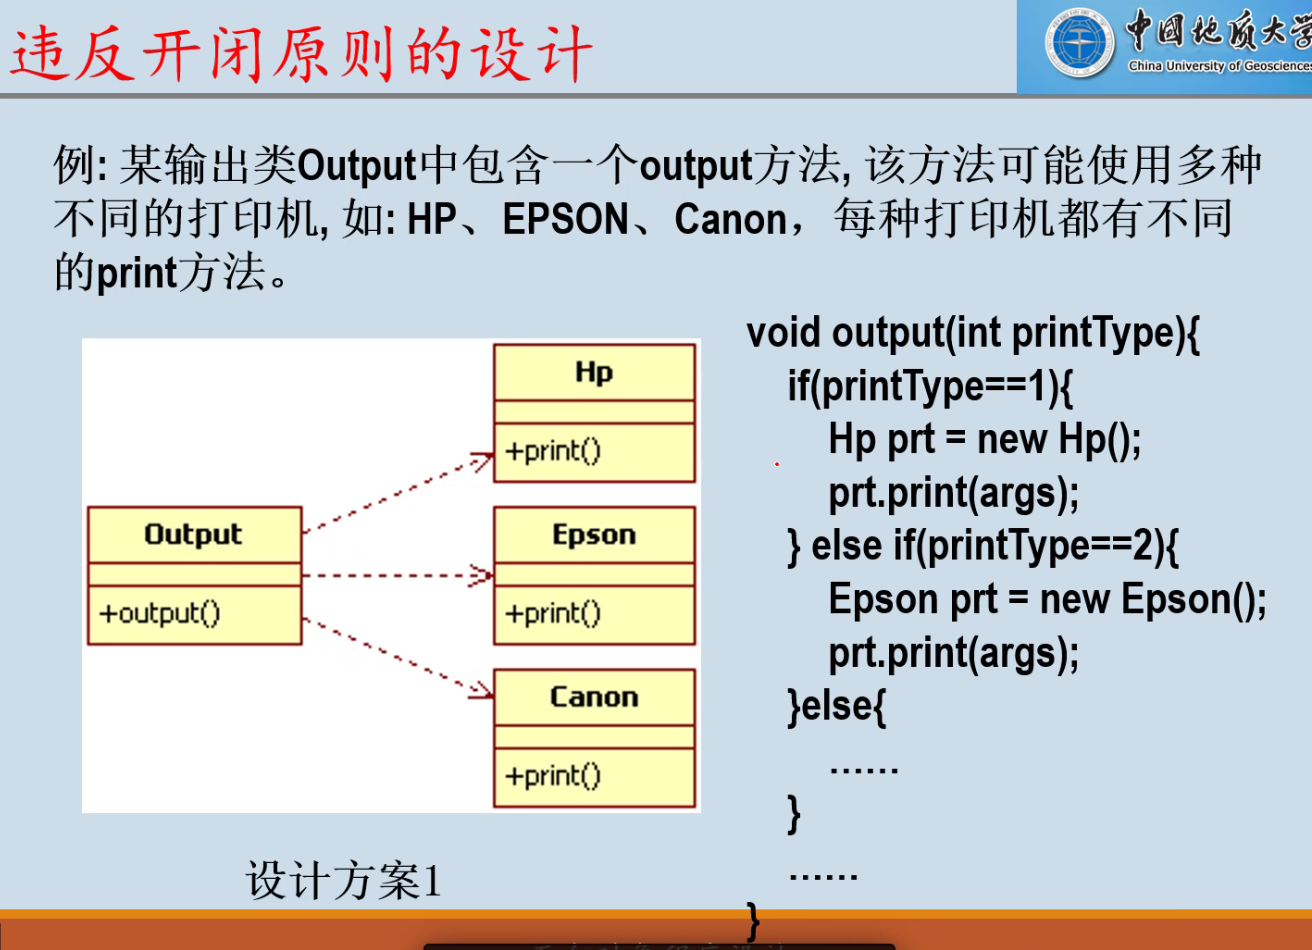 违反开闭原则的设计
中国地质大学
China University of Geosciences
例: 某输出类Output中包含一个output方法, 该方法可能使用多种
不同的打印机, 如: HP、EPSON、Canon，每种打印机都有不同
的print方法。
Hp
+print()
Output
+output()
Epson
+print()
Canon
+print()
设计方案1
void output(int printType){
if(printType==1){
Hp prt = new Hp();
prt.print(args);
} else if(printType==2){
Epson prt = new Epson();
prt.print(args);
}else{
……
}
……
}